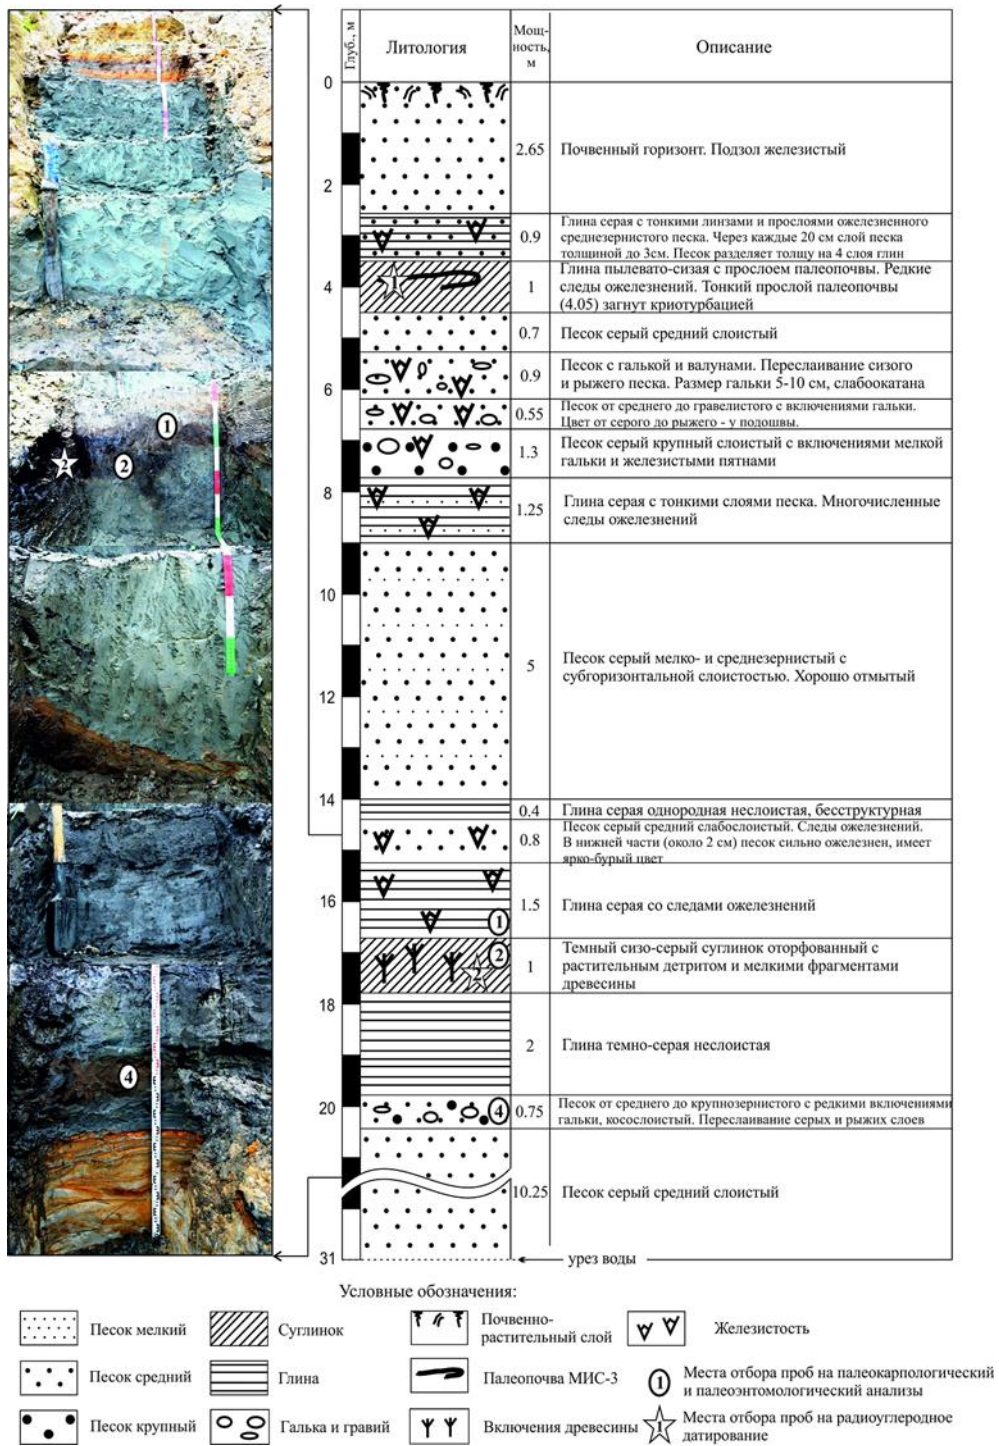 Глуб., м
Литология
Мощ-
ность,
м
Описание
0
2.65
Почвенный горизонт. Подзол железистый
2
0.9
Глина серая с тонкими линзами и прослоями ожелезненного
среднезернистого песка. Через каждые 20 см слой песка
толщиной до 3см. Песок разделяет толщу на 4 слоя глин
4
1
1
Глина пылевато-сизая с прослоем палеопочвы. Редкие
следы ожелезнений. Тонкий прослой палеопочвы
(4.05) загнут криотурбацией
0.7
Песок серый средний слоистый
0.9
Песок с галькой и валунами. Переслаивание сизого
и рыжего песка. Размер гальки 5-10 см, слабоокатана
6
0.55
Песок от среднего до гравелистого с включениями гальки.
Цвет от серого до рыжего - у подошвы.
1
2
2
1.3
Песок серый крупный слоистый с включениями мелкой
гальки и железистыми пятнами
8
1.25
Глина серая с тонкими слоями песка. Многочисленные
следы ожелезнений
10
5
Песок серый мелко- и среднезернистый с
субгоризонтальной слоистостью. Хорошо отмытый
12
14
0.4
Глина серая однородная неслоистая, бесструктурная
0.8
Песок серый средний слабослоистый. Следы ожелезнений.
В нижней части (около 2 см) песок сильно ожелезнен, имеет
ярко-бурый цвет
16
1
1.5
Глина серая со следами ожелезнений
2
2
1
Темный сизо-серый суглинок оторфованный с
растительным детритом и мелкими фрагментами
древесины
18
2
Глина темно-серая неслоистая
4
20
4
0.75
Песок от среднего до крупнозернистого с редкими включениями
гальки, косослоистый. Переслаивание серых и рыжих слоев
10.25
Песок серый средний слоистый
31
урез воды
Условные обозначения:
Песок мелкий
Суглинок
Почвенно-
растительный слой
Железистость
Песок средний
Глина
Палеопочва МИС-3
1
Места отбора проб на палеокарпологический
и палеоэнтомологический анализы
Песок крупный
Галька и гравий
Включения древесины
1
Места отбора проб на радиоуглеродное
датирование